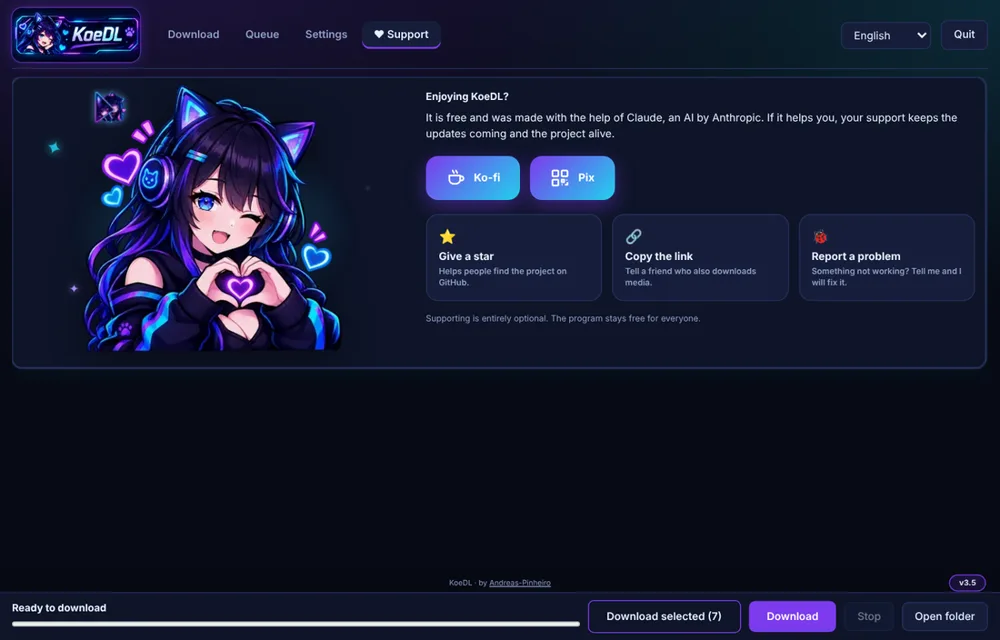 KoeDL
Download
Queue
Settings
♥ Support
English
Quit
Enjoying KoeDL?
It is free and was made with the help of Claude, an AI by Anthropic. If it helps you, your support keeps the
updates coming and the project alive.
Ko-fi
Pix
Give a star
Helps people find the project on
GitHub.
Copy the link
Tell a friend who also downloads
media.
Report a problem
Something not working? Tell me and I
will fix it.
Supporting is entirely optional. The program stays free for everyone.
KoeDL · by Andreas-Pinheiro
v3.5
Ready to download
Download selected (7)
Download
Stop
Open folder